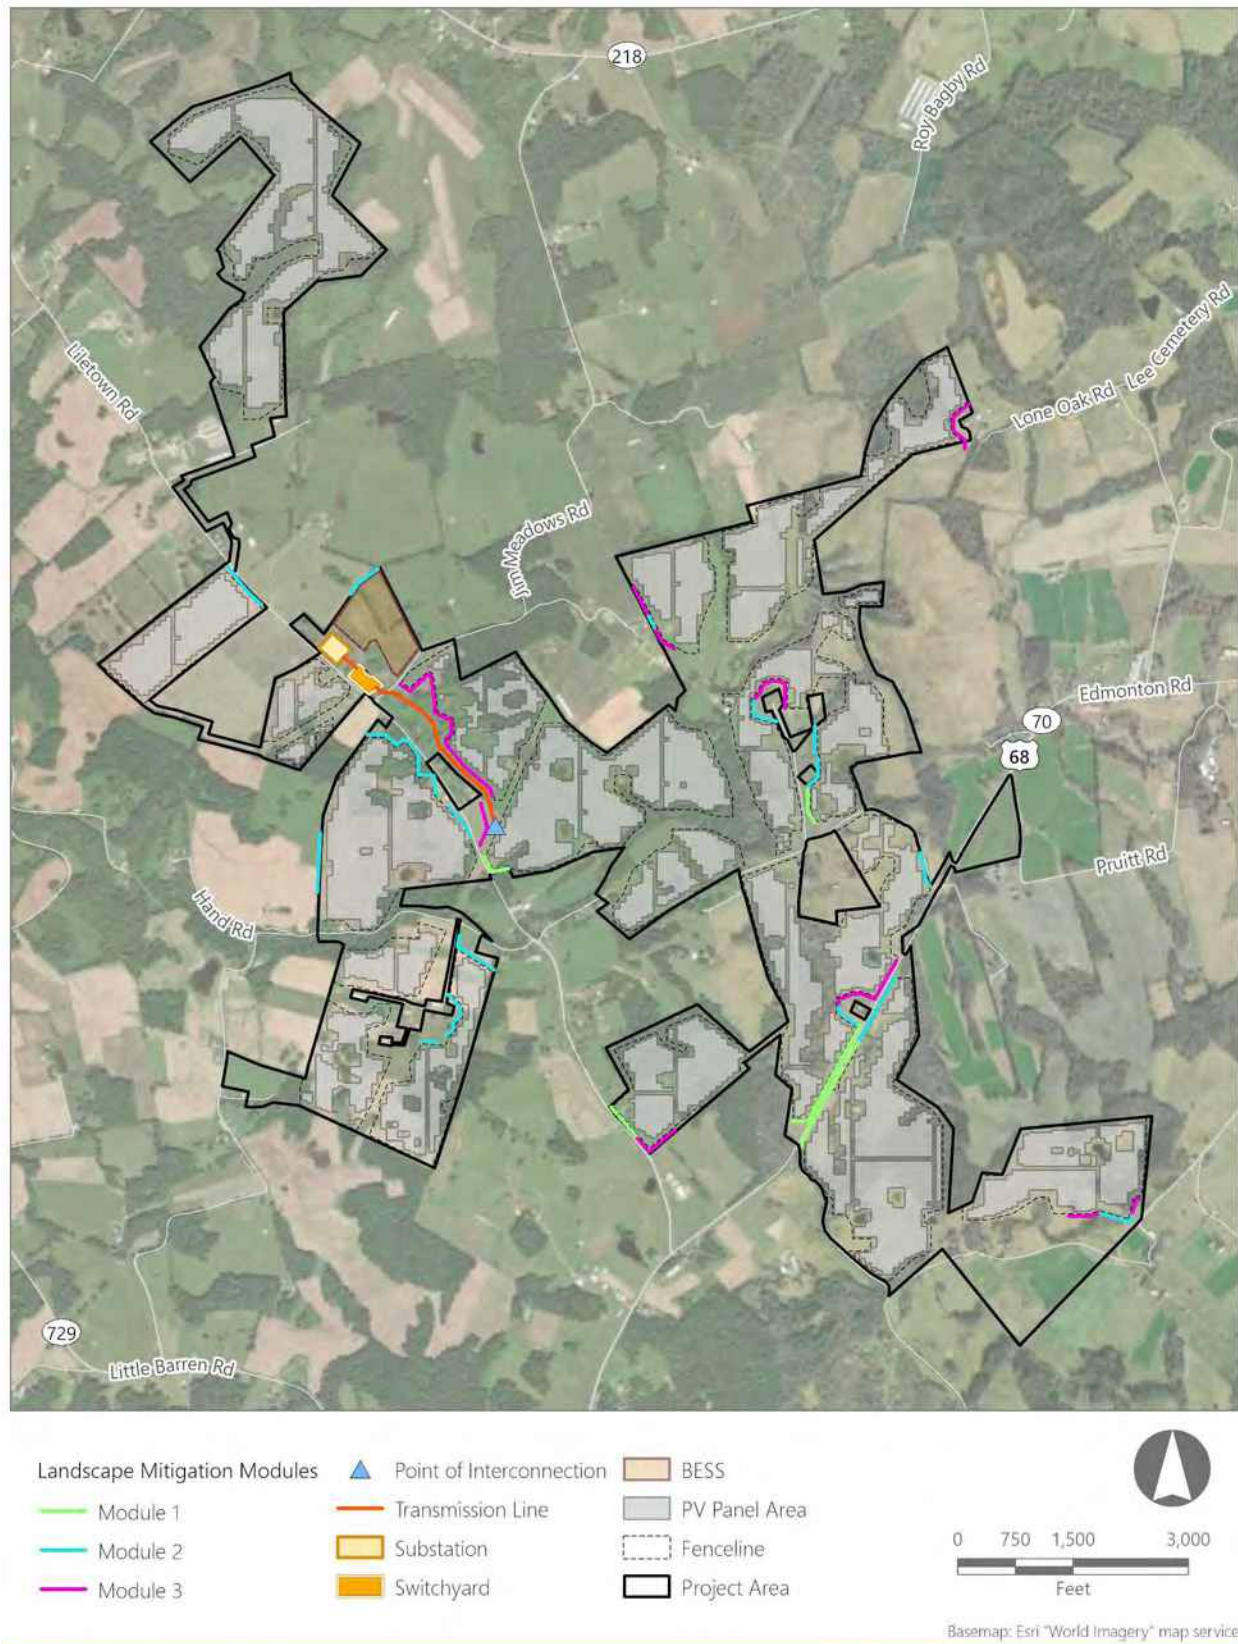 218
Roy Bagby Rd
Liletown Rd
Lone Oak Rd
Lee Cemetery Rd
Jim Meadows Rd
Edmonton Rd
70
68
Pruitt Rd
Hand Rd
729
Little Barren Rd
Landscape Mitigation Modules
Module 1
Module 2
Module 3
Point of Interconnection
Transmission Line
Substation
Switchyard
BESS
PV Panel Area
Fenceline
Project Area
0 750 1,500 3,000
Feet
Basemap: Esri "World Imagery" map service